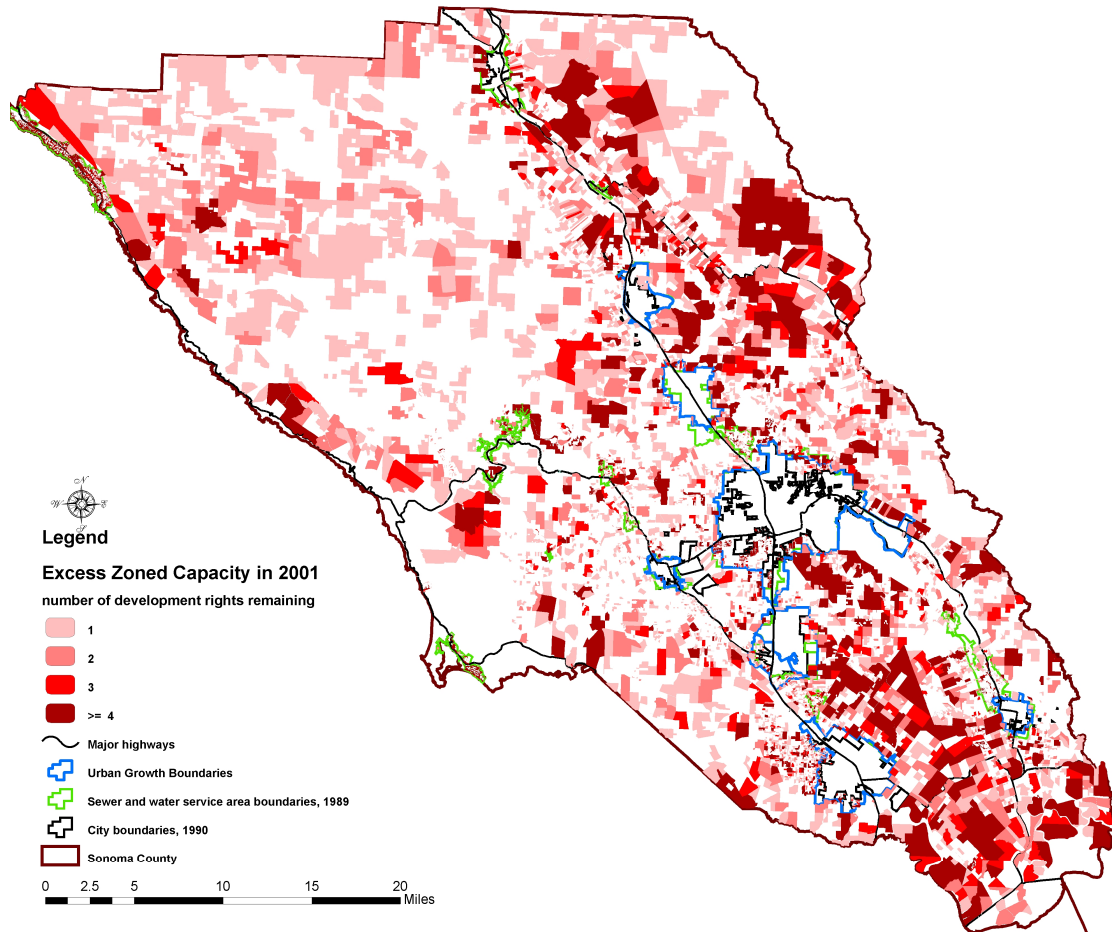 N
W E
S
Legend
Excess Zoned Capacity in 2001
number of development rights remaining
1
2
3
>= 4
Major highways
Urban Growth Boundaries
Sewer and water service area boundaries, 1989
City boundaries, 1990
Sonoma County
0 2.5 5 10 15 20
Miles